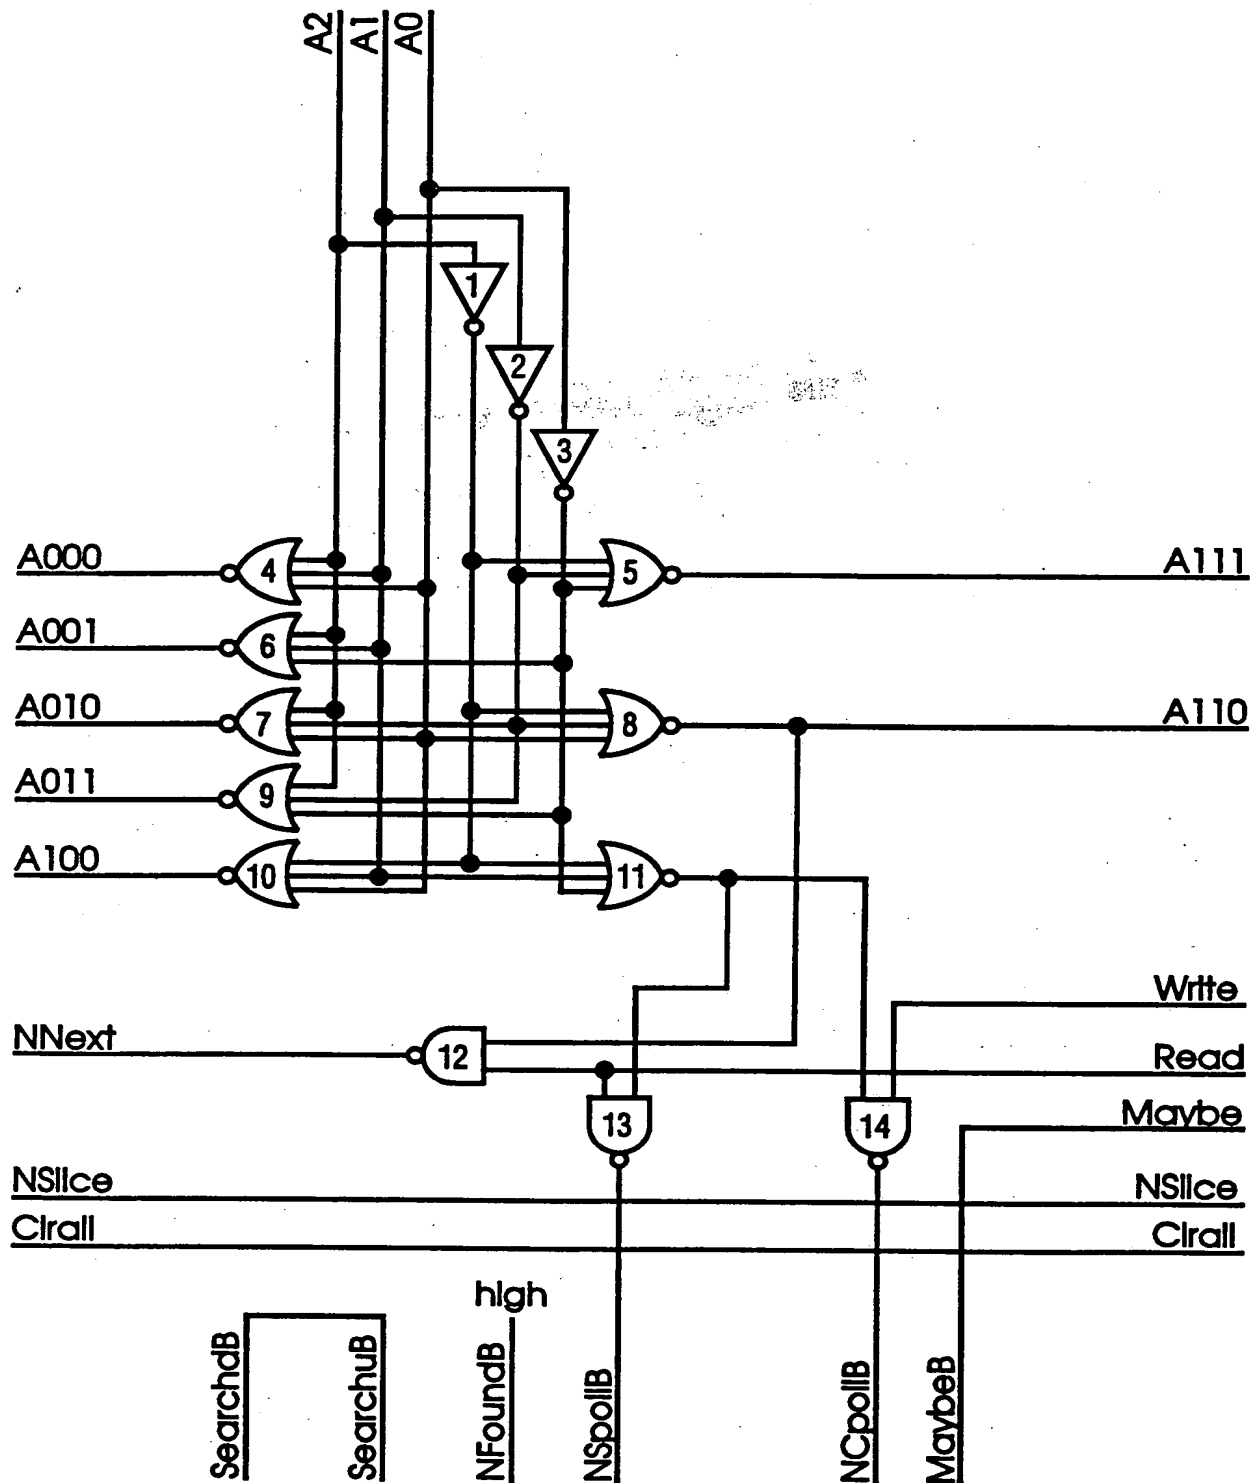 A2 A1 A0
1
2
3
A000 4 5 A111
A001 6
A010 7 8 A110
A011 9
A100 10 11
Write
NNext 12 Read
13 14 Maybe
NSlice NSlice
Clrall Clrall
high
SearchdB SearchuB NFoundB NSpollB NCpollB MaybeB